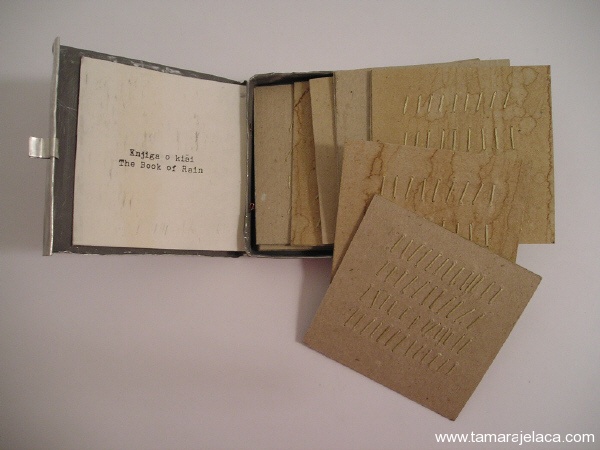 Knjiga o kiši
The Book of Rain
www.tamarajelaca.com